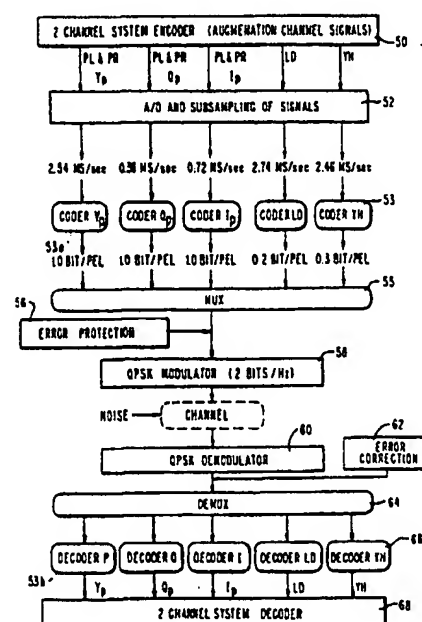 2 CHANNEL SYSTEM ENCODER (AUGMENATION CHANNEL SIGNALS)
50
PL & PR PL & PR PL & PR LD YH
Yp Qp Ip
A/D AND SUBSAMPLING OF SIGNALS
52
2.54 MS/sec 0.36 MS/sec 0.72 MS/sec 2.74 MS/sec 2.46 MS/sec
53
CODER Yp CODER Qp CODER Ip CODER LD CODER YH
53a
1.0 BIT/PEL 1.0 BIT/PEL 1.0 BIT/PEL 0.2 BIT/PEL 0.3 BIT/PEL
55
MUX
56
ERROR PROTECTION
58
QPSK MODULATOR (2 BITS/Hz)
NOISE CHANNEL
60
62
QPSK DEMODULATOR
ERROR CORRECTION
DEMUX
64
DECODER P DECODER Q DECODER I DECODER LD DECODER YH
53b
Yp Qp Ip LD YH
2 CHANNEL SYSTEM DECODER
68